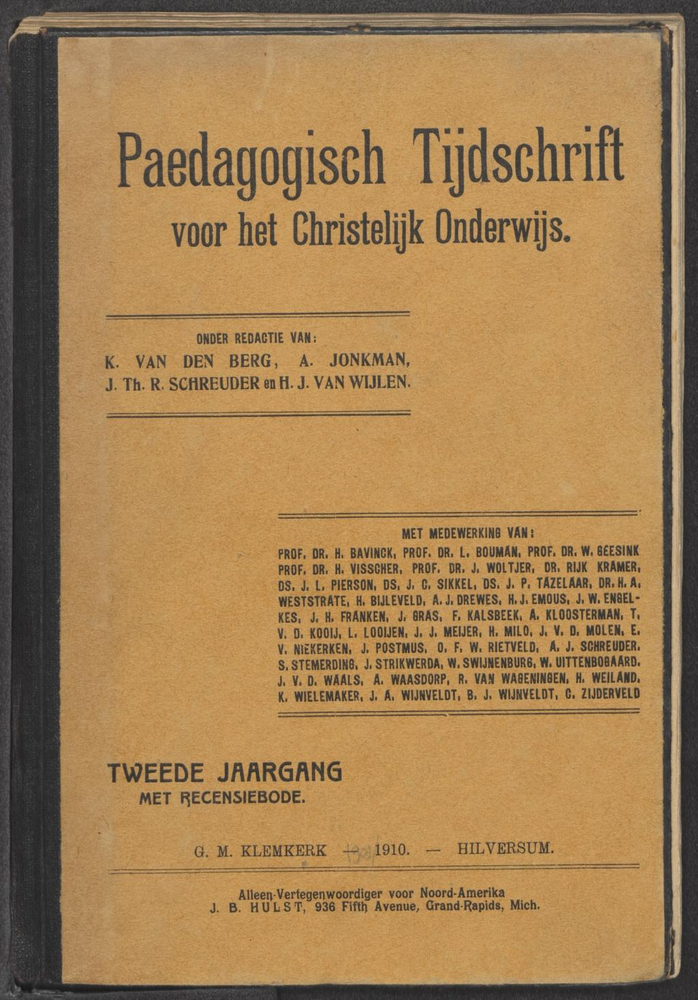 Paedagogisch Tijdschrift
voor het Christelijk Onderwijs.
ONDER REDACTIE VAN:
K. VAN DEN BERG, A. JONKMAN,
J. Th. R. SCHREUDER en H. J. VAN WIJLEN.
MET MEDEWERKING VAN:
PROF. DR. H. BAVINCK, PROF. DR. L. BOUMAN, PROF. DR. W. GEESINK
PROF. DR. H. VISSCHER, PROF. DR. J. WOLTJER, DR. RIJK KRAMER,
DS. J. L. PIERSON, DS. J. C. SIKKEL, DS. J. P. TAZELAAR, DR. H. A.
WESTSTRATE, H. BIJLEVELD, A. J. DREWES, H. J. EMOUS, J. W. ENGEL-
KES, J. H. FRANKEN, J. GRAS, F. KALSBEEK, A. KLOOSTERMAN, T.
V. D. KOOIJ, L. LOOIJEN, J. J. MEIJER, H. MILO, J. V. D. MOLEN, E.
V. NIEKERKEN, J. POSTMUS, O. F. W. RIETVELD, A. J. SCHREUDER.
S. STEMERDING, J. STRIKWERDA, W. SWIJNENBURG, W. UITTENBOGAARD.
J. V. D. WAALS, A. WAASDORP, R. VAN WAGENINGEN, H. WEILAND.
K. WIELEMAKER, J. A. WIJNVELDT, B. J. WIJNVELDT, C. ZIJDERVELD
TWEEDE JAARGANG
MET RECENSIEBODE.
G. M. KLEMKERK — 1910. — HILVERSUM.
Alleen-Vertegenwoordiger voor Noord-Amerika
J. B. HULST, 936 Fifth Avenue, Grand-Rapids, Mich.